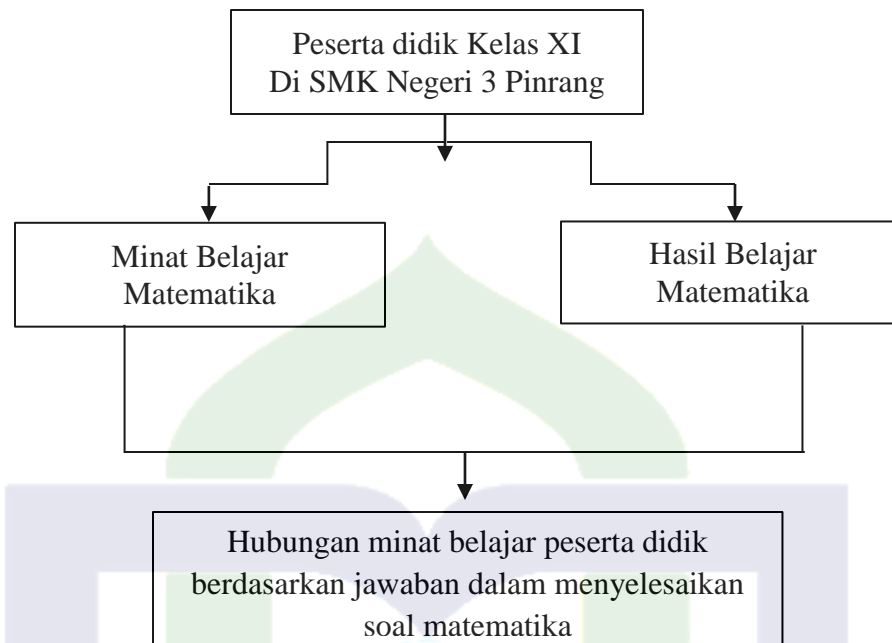 Peserta didik Kelas XI
Di SMK Negeri 3 Pinrang
Minat Belajar
Matematika
Hasil Belajar
Matematika
Hubungan minat belajar peserta didik
berdasarkan jawaban dalam menyelesaikan
soal matematika